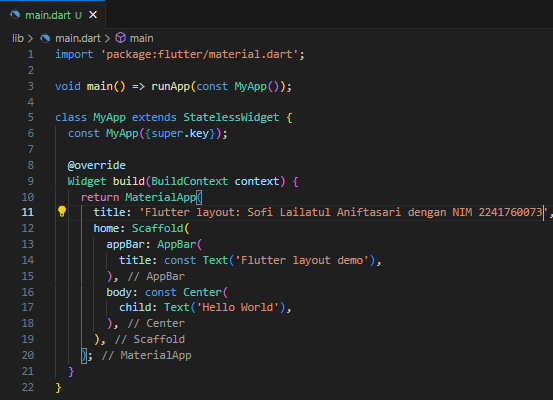 main.dart U ×
lib > main.dart > main
1 import 'package:flutter/material.dart';
2
3 void main() => runApp(const MyApp());
4
5 class MyApp extends StatelessWidget {
6   const MyApp({super.key});
7
8   @override
9   Widget build(BuildContext context) {
10     return MaterialApp(
11       title: 'Flutter layout: Sofi Lailatul Aniftasari dengan NIM 2241760073',
12       home: Scaffold(
13         appBar: AppBar(
14           title: const Text('Flutter layout demo'),
15         ), // AppBar
16         body: const Center(
17           child: Text('Hello World'),
18         ), // Center
19       ), // Scaffold
20     ); // MaterialApp
21   }
22 }